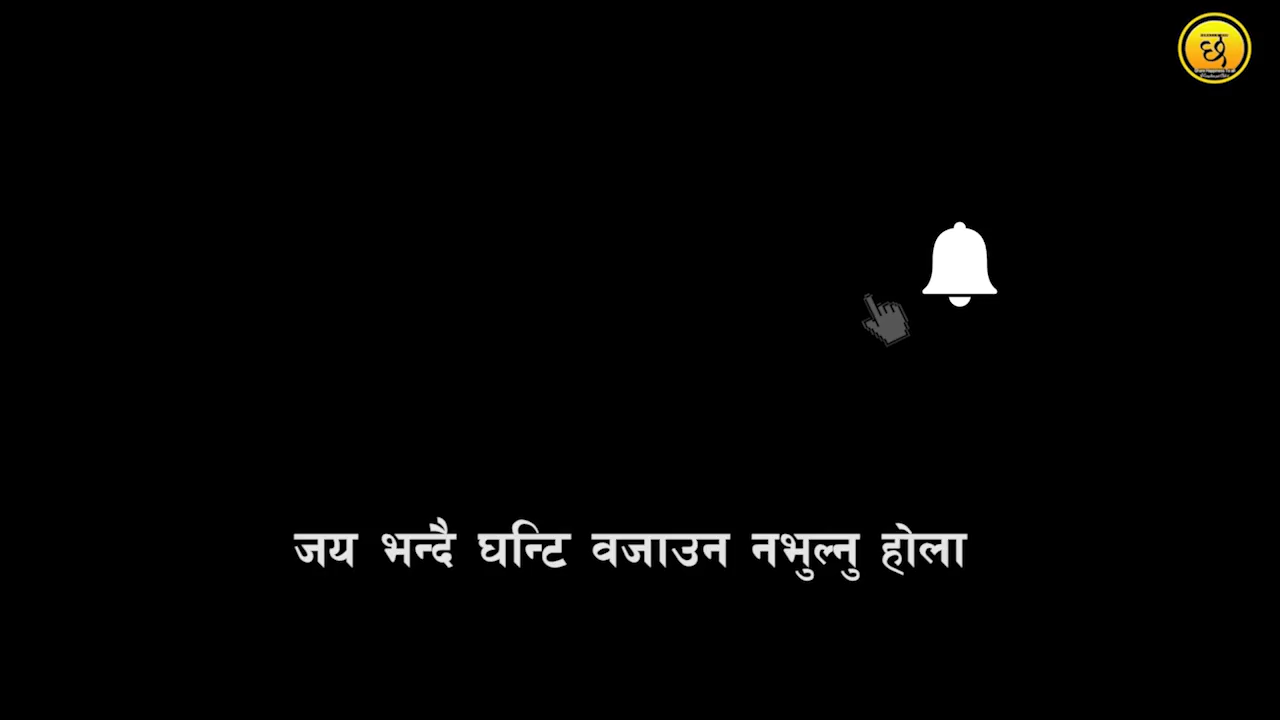 छ
जय भन्दै घन्टि वजाउन नभुल्नु होला